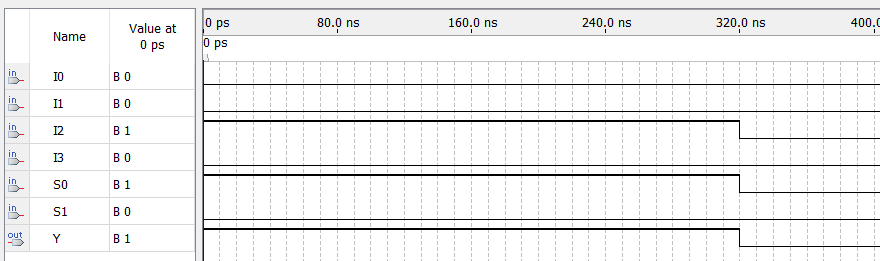 Name Value at 0 ps
0 ps 80.0 ns 160.0 ns 240.0 ns 320.0 ns 400.0
0 ps
in I0 B 0
in I1 B 0
in I2 B 1
in I3 B 0
in S0 B 1
in S1 B 0
out Y B 1